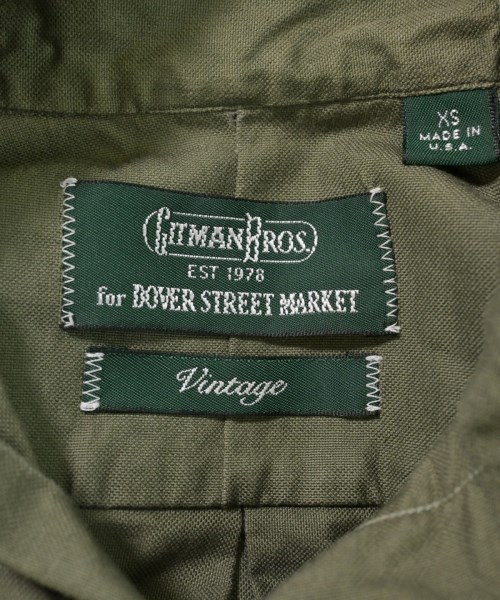 XS
MADE IN
U.S.A.
GITMAN BROS.
EST 1978
for DOVER STREET MARKET
Vintage